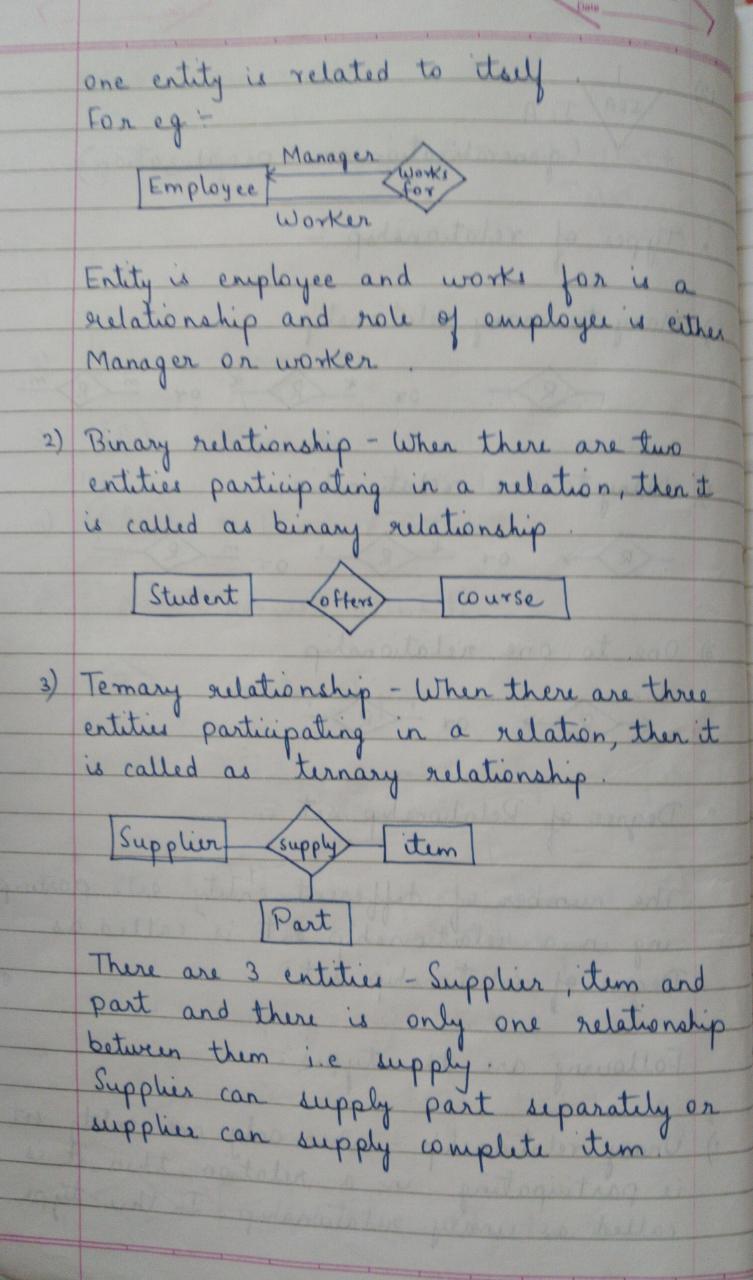 one entity is related to itself.
For eg :-
Manager
Employee
Works
for
Worker
Entity is employee and works for is a
relationship and role of employee is either
Manager or worker.
2) Binary relationship - When there are two
entities participating in a relation, then it
is called as binary relationship.
Student offers course
3) Ternary relationship - When there are three
entities participating in a relation, then it
is called as ternary relationship.
Supplier supply item
Part
There are 3 entities - Supplier, item and
part and there is only one relationship
between them i.e supply.
Supplier can supply part separately or
supplier can supply complete item.